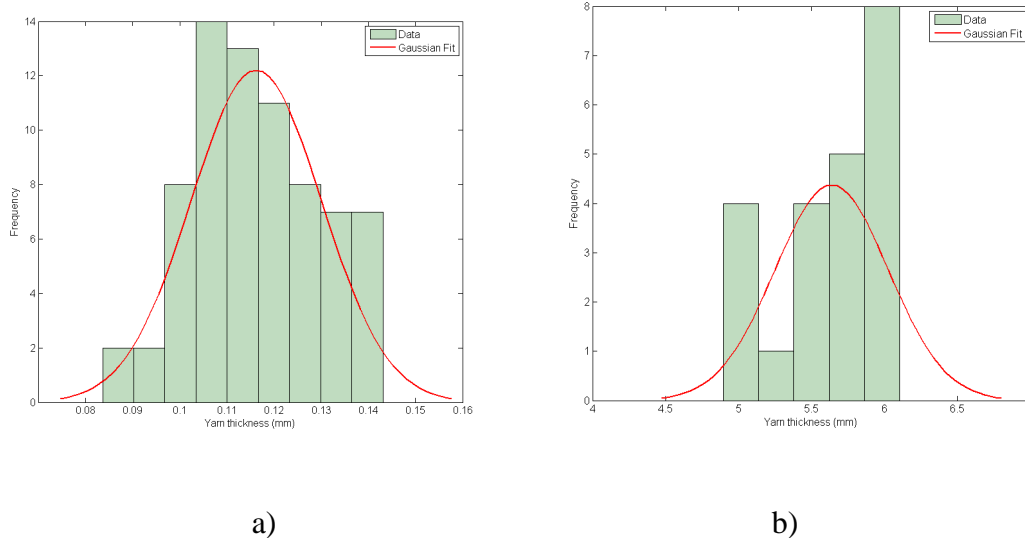 14
12
10
8
6
4
2
0
Frequency
0.08 0.09 0.1 0.11 0.12 0.13 0.14 0.15 0.16
Yarn thickness (mm)
Data
Gaussian Fit
8
7
6
5
4
3
2
1
0
Frequency
4 4.5 5 5.5 6 6.5
Yarn thickness (mm)
Data
Gaussian Fit
a) b)